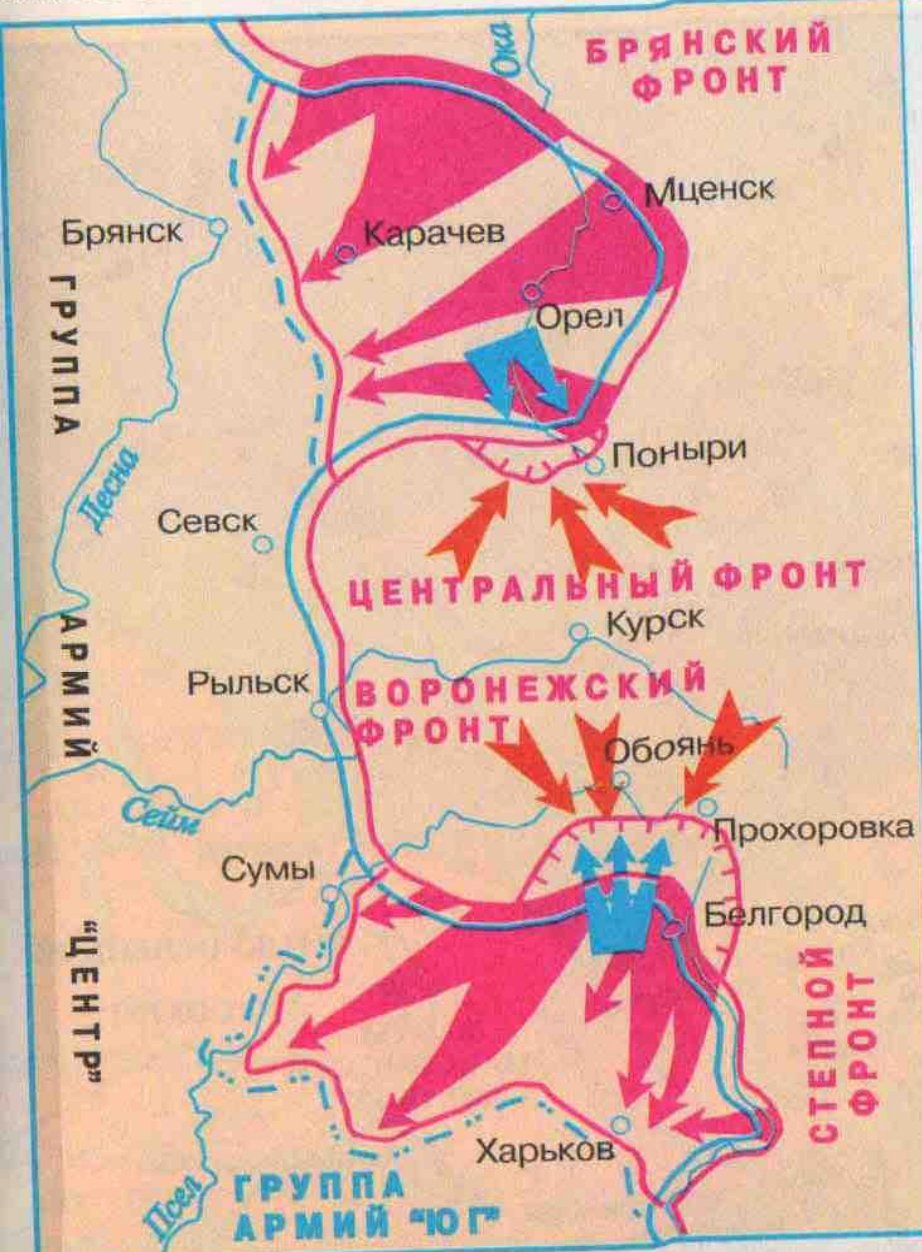 Ока
БРЯНСКИЙ
ФРОНТ
Мценск
Брянск
Карачев
Орел
ГРУППА
Поныри
Десна
Севск
ЦЕНТРАЛЬНЫЙ ФРОНТ
Курск
АРМИЙ
Рыльск
ВОРОНЕЖСКИЙ
ФРОНТ
Обоянь
Сейм
Прохоровка
Сумы
Белгород
"ЦЕНТР"
СТЕПНОЙ
ФРОНТ
Харьков
Псел
ГРУППА
АРМИЙ "ЮГ"